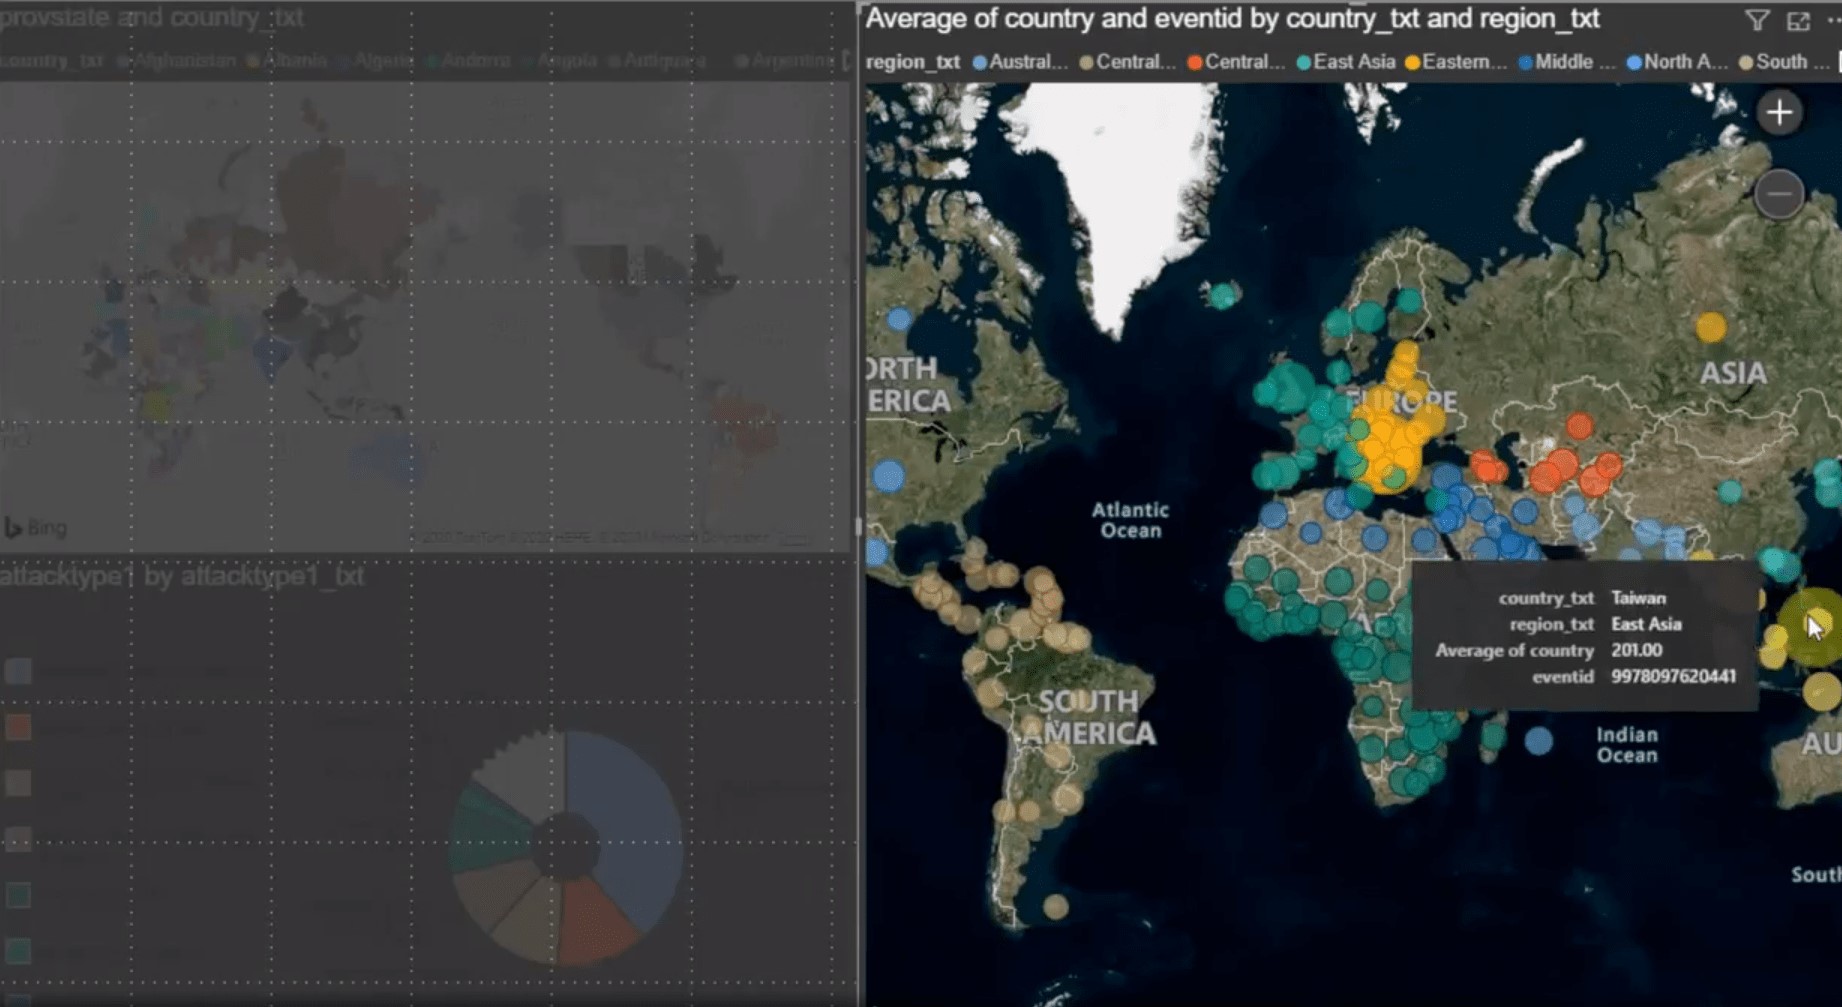 provstate and country_txt
country_txt Afghanistan Albania Algeria Andorra Angola Antigua a Argentina
Bing
attacktype1 by attacktype1_txt
Average of country and eventid by country_txt and region_txt
region_txt Austral... Central... Central... East Asia Eastern... Middle ... North A... South ...
ORTH
ERICA
EUROPE
ASIA
Atlantic
Ocean
SOUTH
AMERICA
Indian
Ocean
AU
South
country_txt Taiwan
region_txt East Asia
Average of country 201.00
eventid 9978097620441